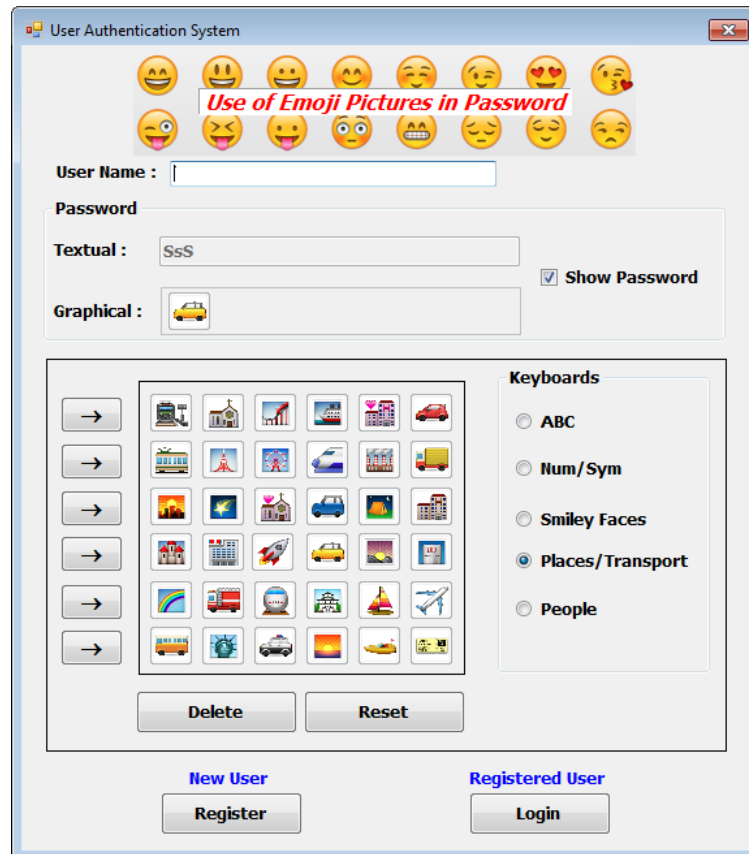 User Authentication System
Use of Emoji Pictures in Password
User Name :
Password
Textual : SsS
Show Password
Graphical :
Keyboards
ABC
Num/Sym
Smiley Faces
Places/Transport
People
Delete Reset
New User Registered User
Register Login